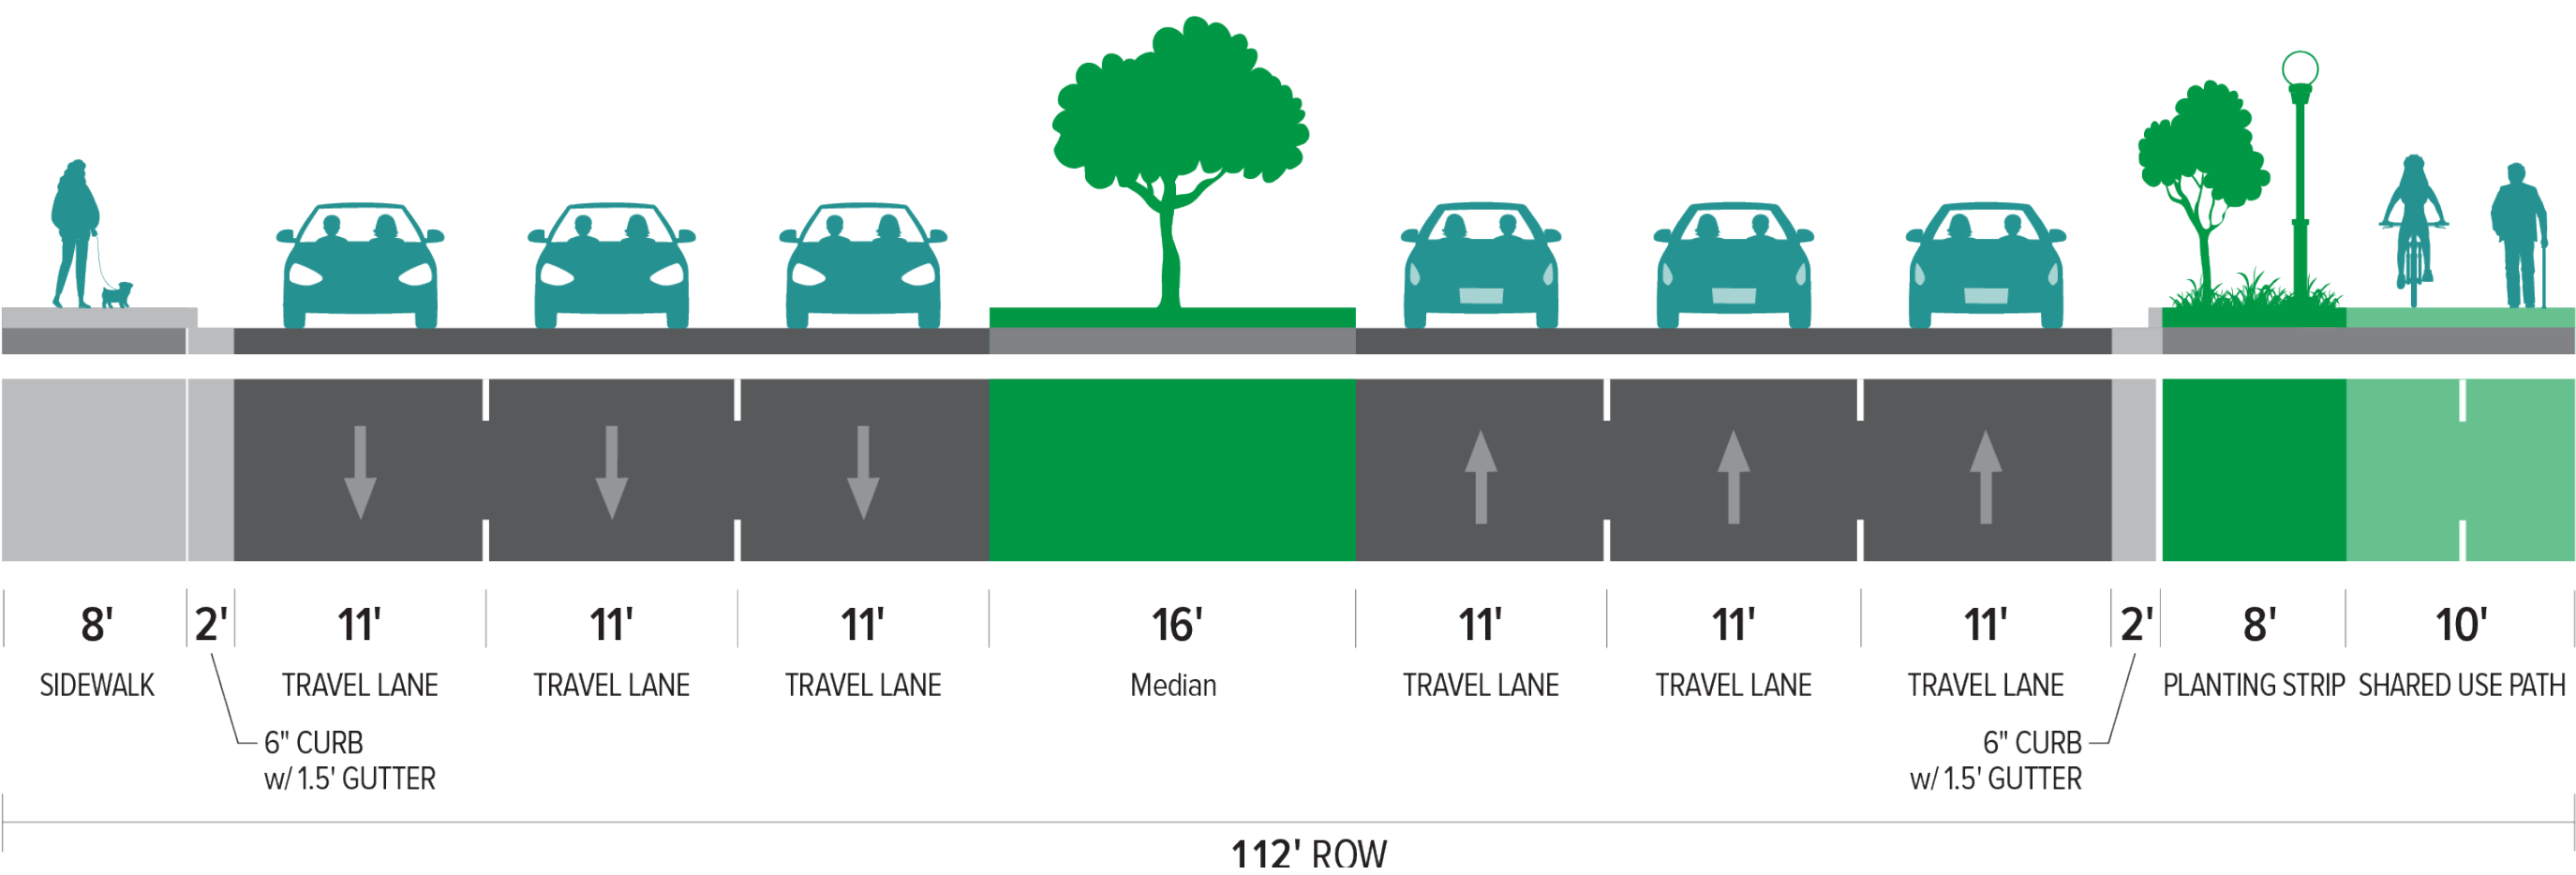 8' 2' 11' 11' 11' 16' 11' 11' 11' 2' 8' 10'
SIDEWALK TRAVEL LANE TRAVEL LANE TRAVEL LANE Median TRAVEL LANE TRAVEL LANE TRAVEL LANE PLANTING STRIP SHARED USE PATH
6" CURB
w/ 1.5' GUTTER
6" CURB
w/ 1.5' GUTTER
112' ROW